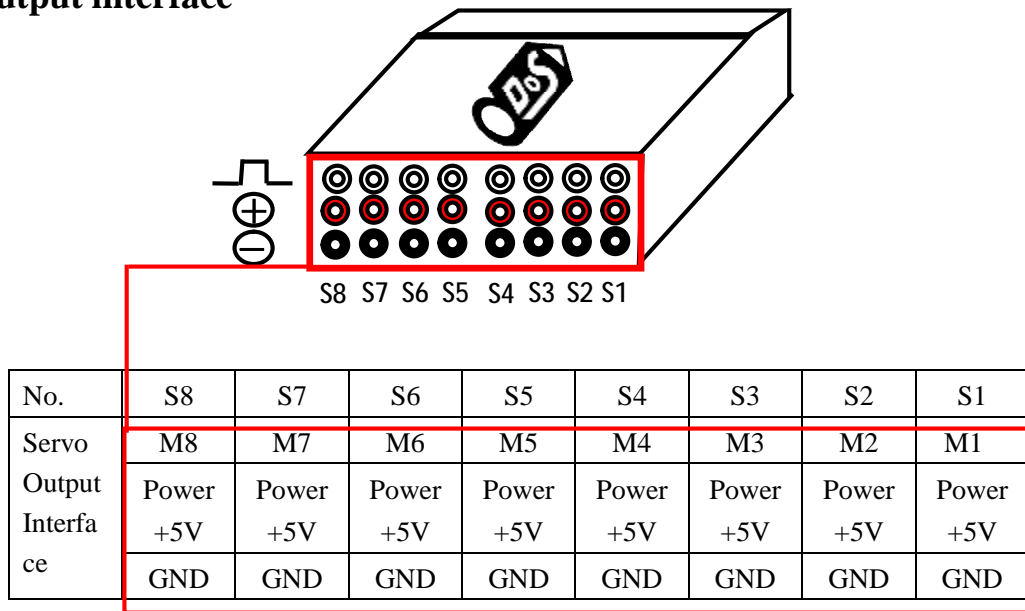 utput interface
DoS
S8 S7 S6 S5 S4 S3 S2 S1
No. S8 S7 S6 S5 S4 S3 S2 S1
Servo Output Interfa ce
M8 M7 M6 M5 M4 M3 M2 M1
Power Power Power Power Power Power Power Power
+5V +5V +5V +5V +5V +5V +5V +5V
GND GND GND GND GND GND GND GND